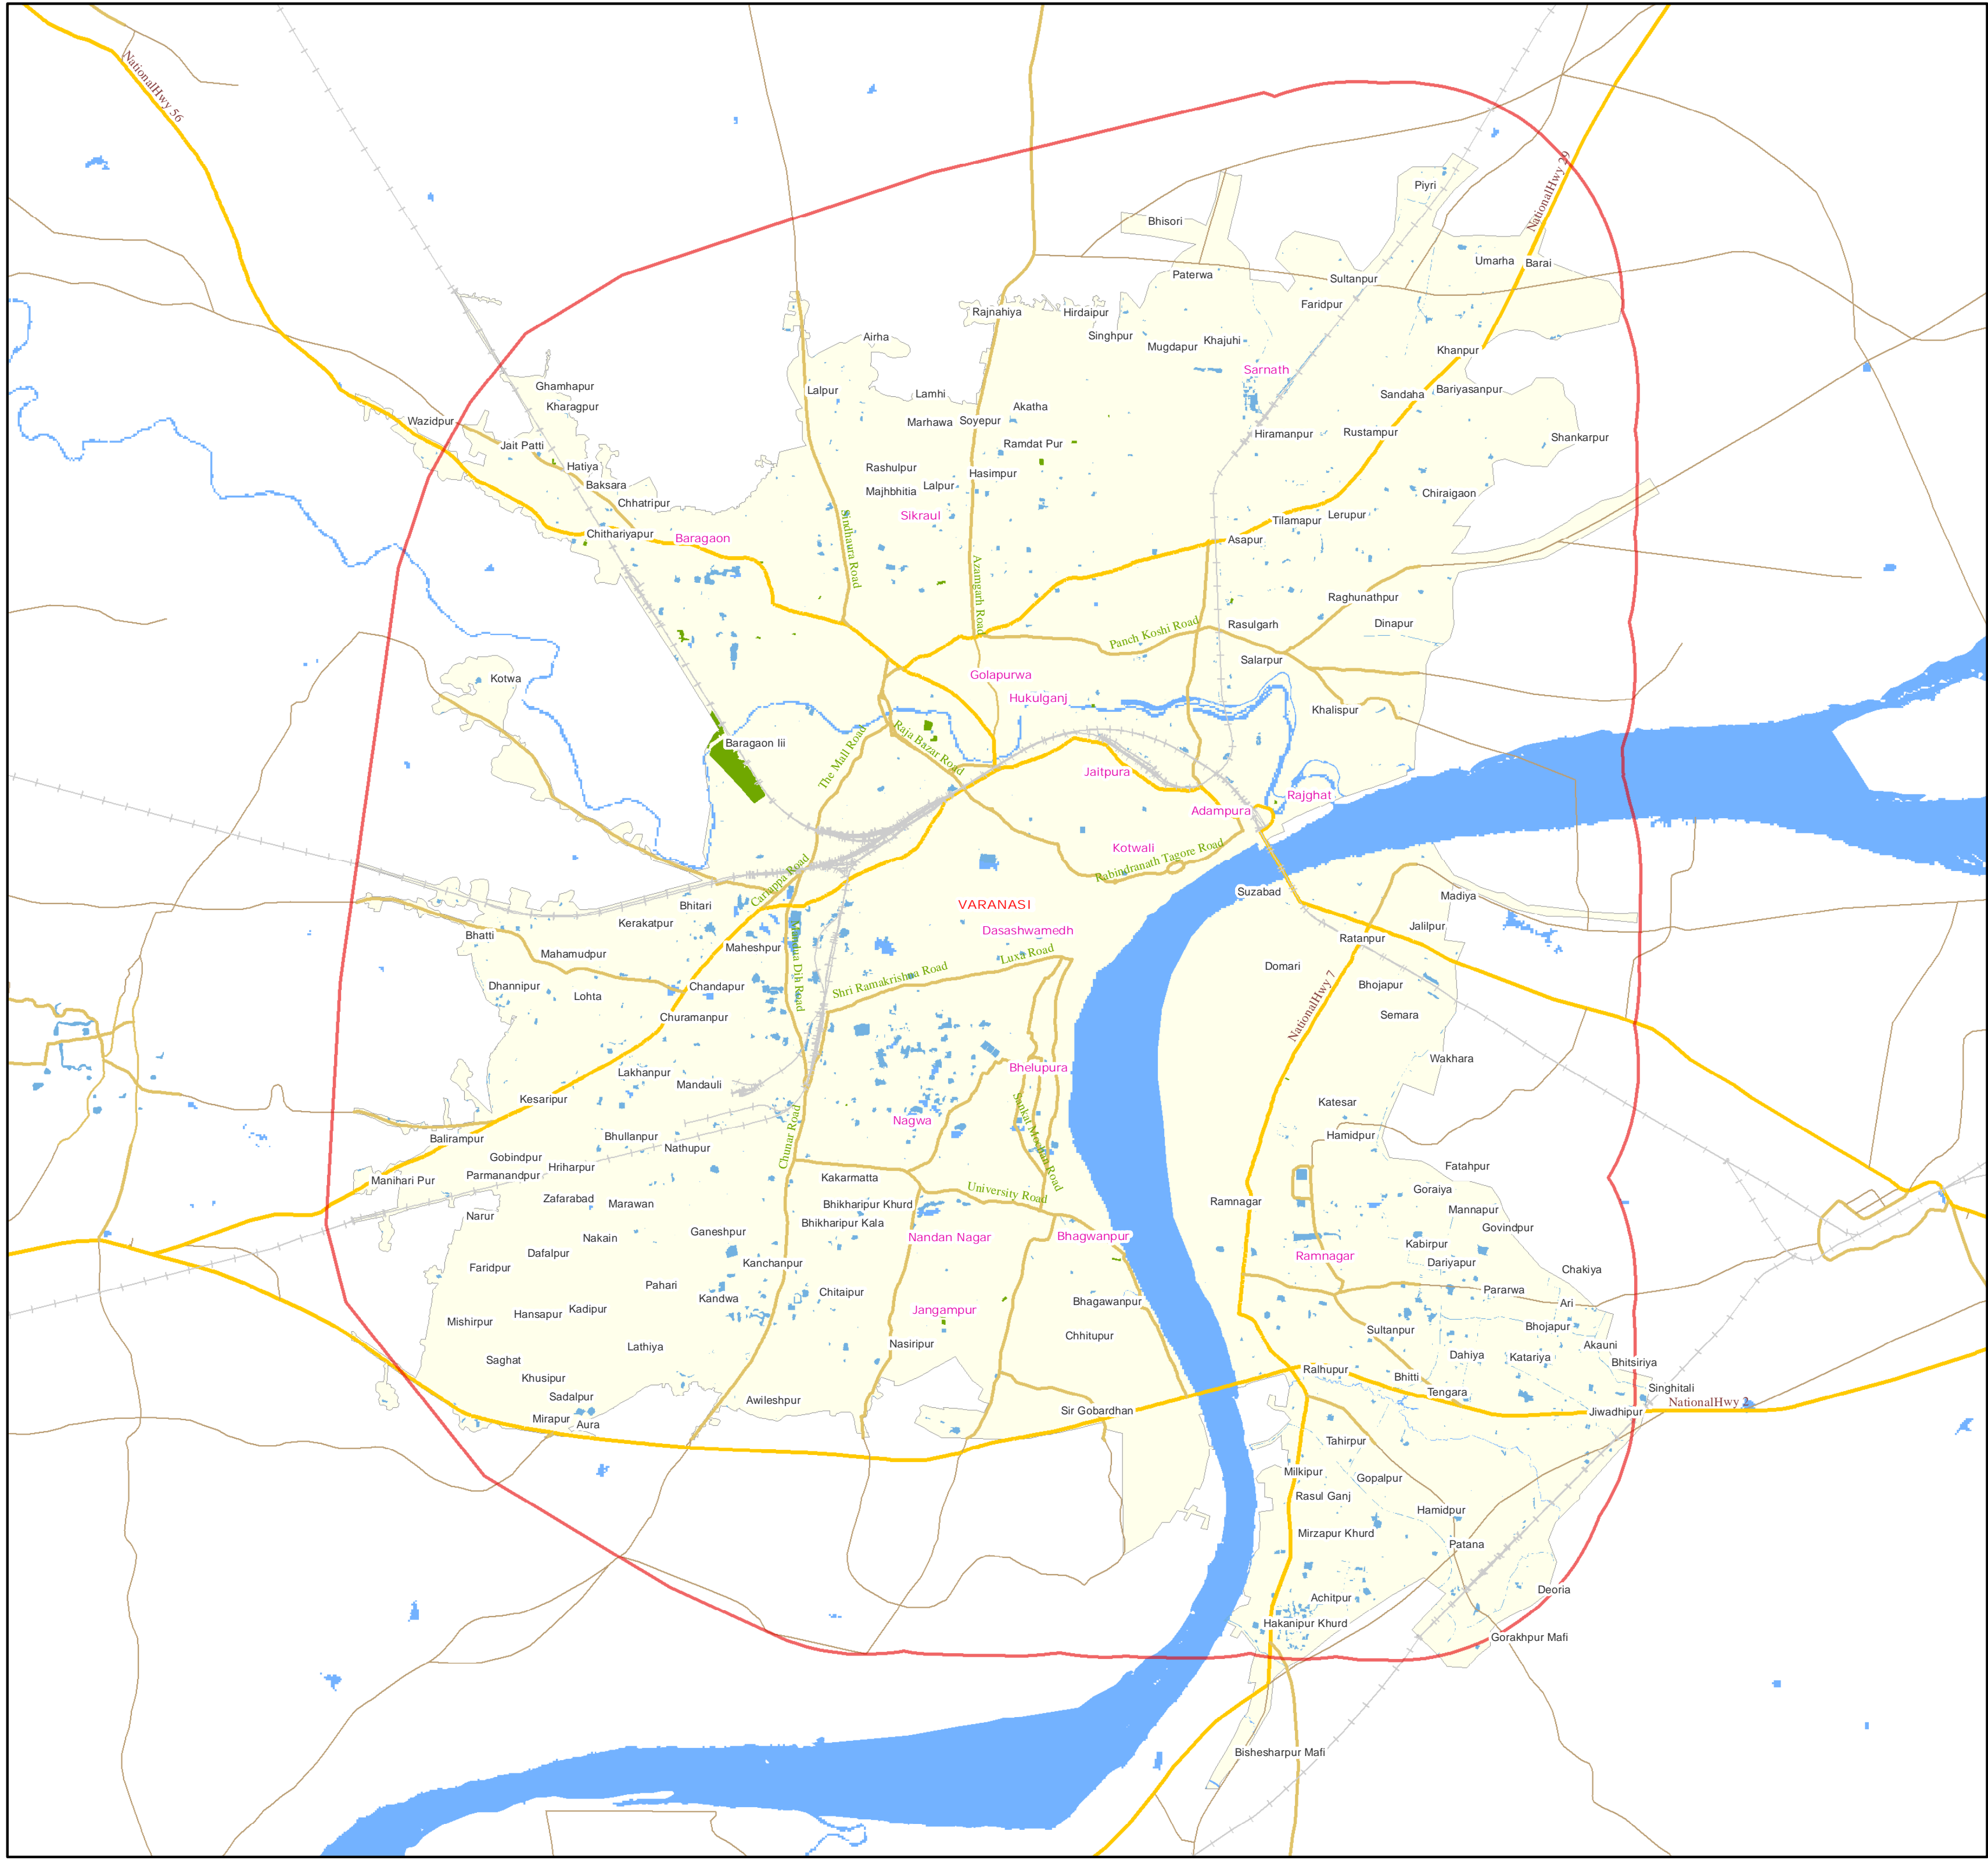 NationalHwy 56
NationalHwy 29
Piyri
Bhisori
Umarha
Barai
Paterwa
Sultanpur
Faridpur
Rajnahiya
Hirdaipur
Singhpur
Airha
Mugdapur
Khajuhi
Khanpur
Sarnath
Ghamhapur
Lalpur
Lamhi
Sandaha
Bariyasanpur
Kharagpur
Akatha
Wazidpur
Marhawa
Soyepur
Hiramanpur
Rustampur
Shankarpur
Jait Patti
Ramdat Pur
Hatiya
Rashulpur
Hasimpur
Baksara
Majhbhitia
Lalpur
Chiraigaon
Chhatripur
Sikraul
Tilamapur
Lerupur
Chithariyapur
Baragaon
Asapur
Sindhaura Road
Azamgarh Road
Raghunathpur
Panch Koshi Road
Rasulgarh
Dinapur
Salarpur
Kotwa
Golapurwa
Hukulganj
Khalispur
Baragaon Iii
The Mall Road
Raja Bazar Road
Jaitpura
Rajghat
Adampura
Kotwali
Rabindranath Tagore Road
Cariappa Road
Suzabad
Madiya
Bhitari
VARANASI
Kerakatpur
Jalilpur
Bhatti
Dasashwamedh
Ratanpur
Mahamudpur
Maheshpur
Mandua Dih Road
Luxa Road
Domari
Shri Ramakrishna Road
Dhannipur
Lohta
Chandapur
Bhojapur
NationalHwy 7
Churamanpur
Semara
Wakhara
Lakhanpur
Mandauli
Bhelupura
Kesaripur
Katesar
Sankat Mochan Road
Nagwa
Chunar Road
Balirampur
Bhullanpur
Nathupur
Hamidpur
Gobindpur
Hriharpur
Fatahpur
Manihari Pur
Parmanandpur
Kakarmatta
Goraiya
Zafarabad
Marawan
Bhikharipur Khurd
University Road
Ramnagar
Mannapur
Narur
Bhikharipur Kala
Govindpur
Nakain
Ganeshpur
Nandan Nagar
Bhagwanpur
Kabirpur
Dafalpur
Ramnagar
Faridpur
Kanchanpur
Dariyapur
Chakiya
Pahari
Kandwa
Chitaipur
Bhagawanpur
Pararwa
Ari
Hansapur
Kadipur
Jangampur
Mishirpur
Chhitupur
Sultanpur
Bhojapur
Lathiya
Nasiripur
Akauni
Saghat
Dahiya
Katariya
Bhitsiriya
Khusipur
Ralhupur
Bhitti
Singhitali
Sadalpur
Awileshpur
Tengara
NationalHwy 2
Mirapur
Aura
Sir Gobardhan
Jiwadhipur
Tahirpur
Milkipur
Gopalpur
Rasul Ganj
Hamidpur
Mirzapur Khurd
Patana
Achitpur
Deoria
Hakanipur Khurd
Gorakhpur Mafi
Bishesharpur Mafi